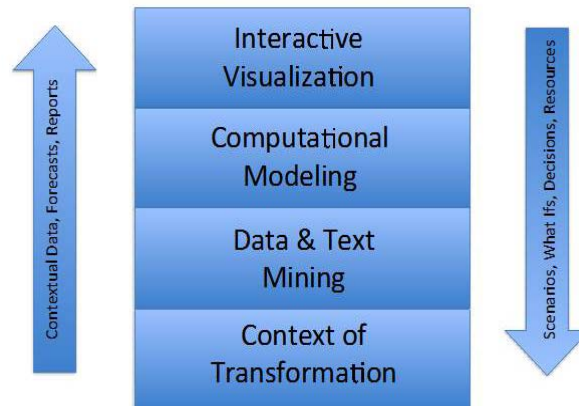 Contextual Data, Forecasts, Reports
Interactive
Visualization
Computational
Modeling
Data & Text
Mining
Context of
Transformation
Scenarios, What Ifs, Decisions, Resources